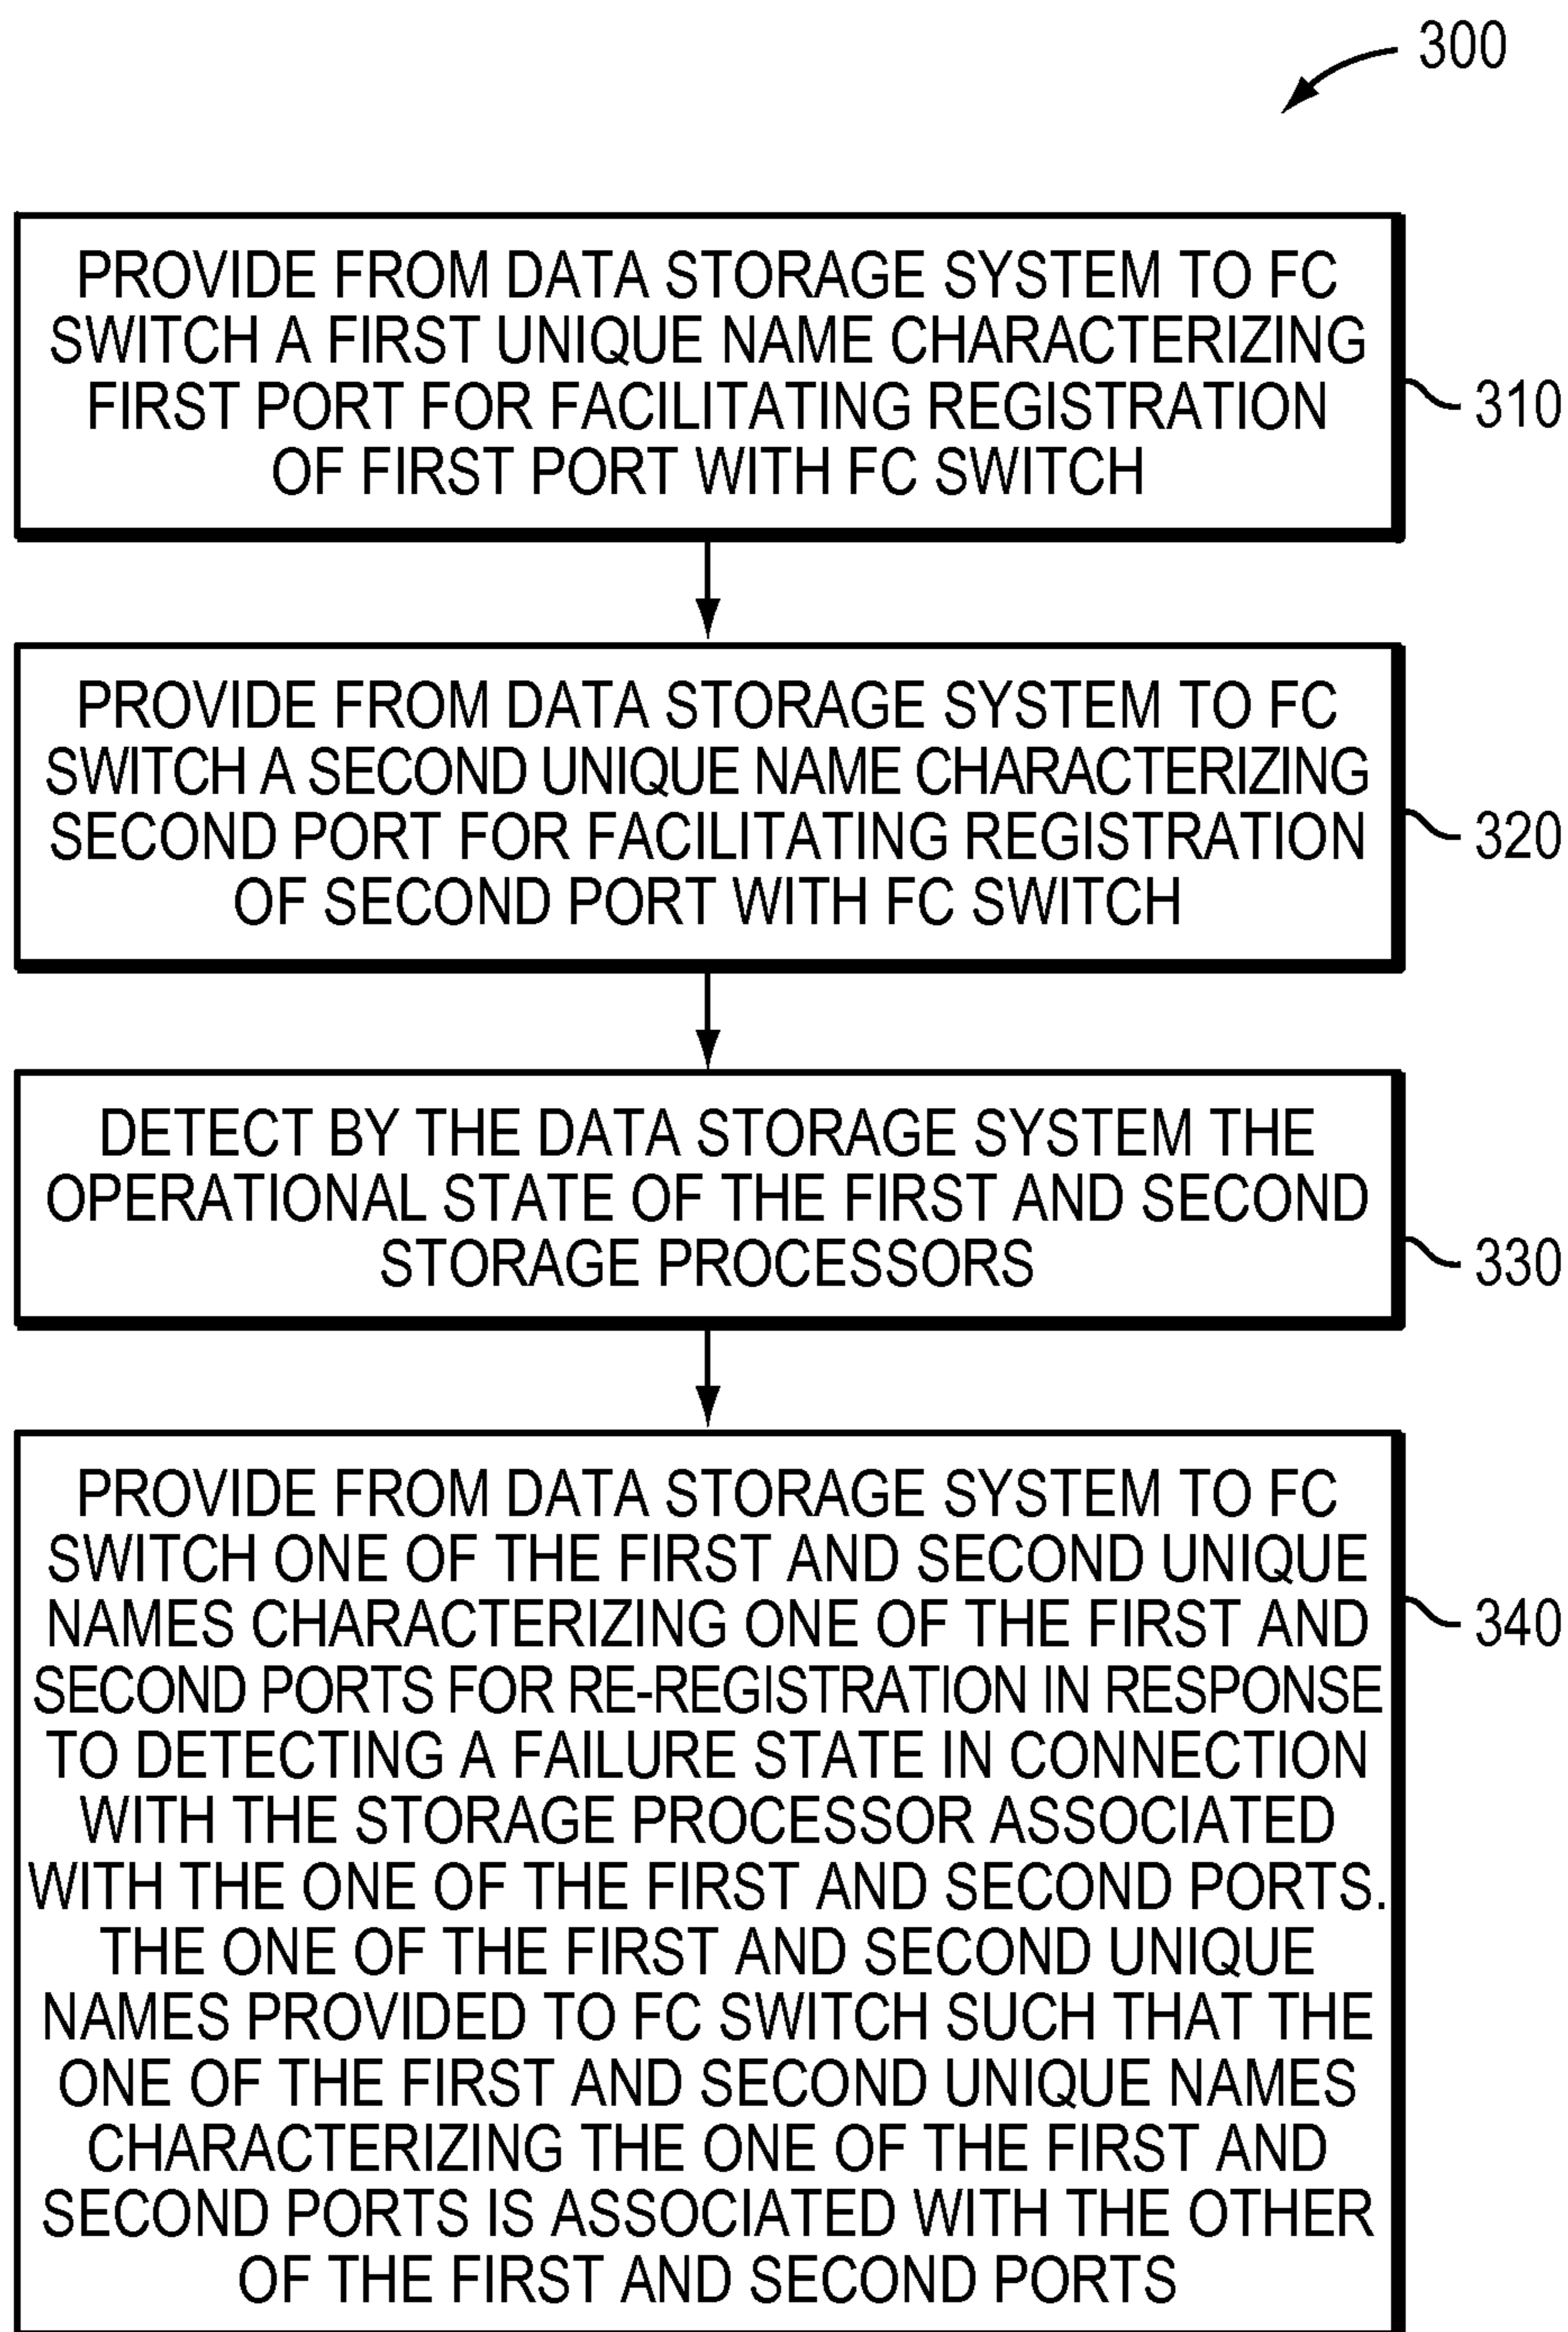 300
PROVIDE FROM DATA STORAGE SYSTEM TO FC
SWITCH A FIRST UNIQUE NAME CHARACTERIZING
FIRST PORT FOR FACILITATING REGISTRATION
OF FIRST PORT WITH FC SWITCH
310
PROVIDE FROM DATA STORAGE SYSTEM TO FC
SWITCH A SECOND UNIQUE NAME CHARACTERIZING
SECOND PORT FOR FACILITATING REGISTRATION
OF SECOND PORT WITH FC SWITCH
320
DETECT BY THE DATA STORAGE SYSTEM THE
OPERATIONAL STATE OF THE FIRST AND SECOND
STORAGE PROCESSORS
330
PROVIDE FROM DATA STORAGE SYSTEM TO FC
SWITCH ONE OF THE FIRST AND SECOND UNIQUE
NAMES CHARACTERIZING ONE OF THE FIRST AND
SECOND PORTS FOR RE-REGISTRATION IN RESPONSE
TO DETECTING A FAILURE STATE IN CONNECTION
WITH THE STORAGE PROCESSOR ASSOCIATED
WITH THE ONE OF THE FIRST AND SECOND PORTS.
THE ONE OF THE FIRST AND SECOND UNIQUE
NAMES PROVIDED TO FC SWITCH SUCH THAT THE
ONE OF THE FIRST AND SECOND UNIQUE NAMES
CHARACTERIZING THE ONE OF THE FIRST AND
SECOND PORTS IS ASSOCIATED WITH THE OTHER
OF THE FIRST AND SECOND PORTS
340